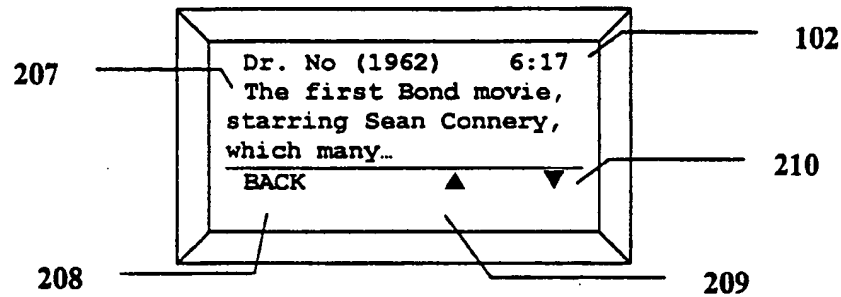 102
Dr. No (1962) 6:17
207
The first Bond movie,
starring Sean Connery,
which many…
210
BACK ▲ ▼
208
209